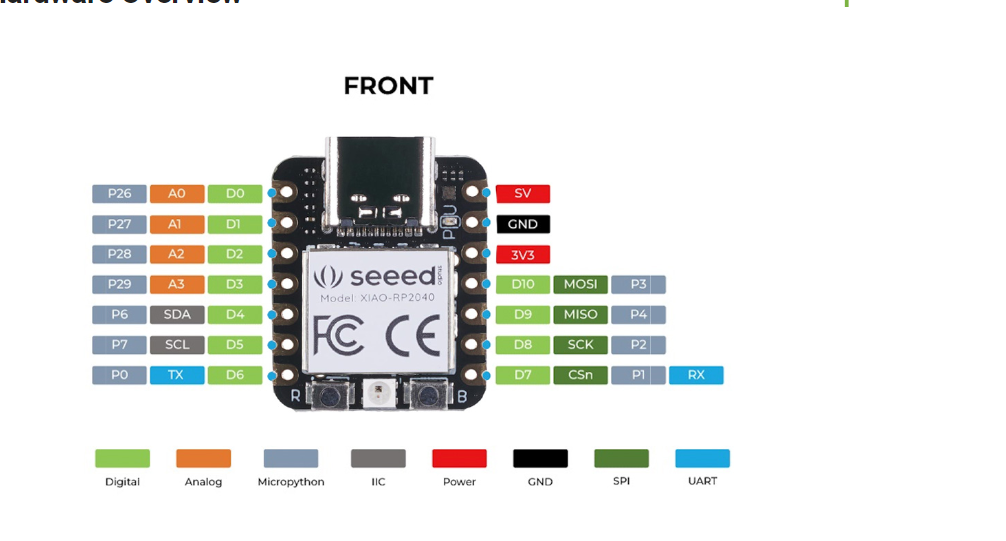 Hardware Overview
FRONT
P26 A0 D0 5V
P27 A1 D1 GND
P28 A2 D2 3V3
P29 A3 D3 D10 MOSI P3
P6 SDA D4 D9 MISO P4
P7 SCL D5 D8 SCK P2
P0 TX D6 D7 CSn P1 RX
seeed studio
Model: XIAO-RP2040
FC CE
R B
Digital Analog Micropython IIC Power GND SPI UART